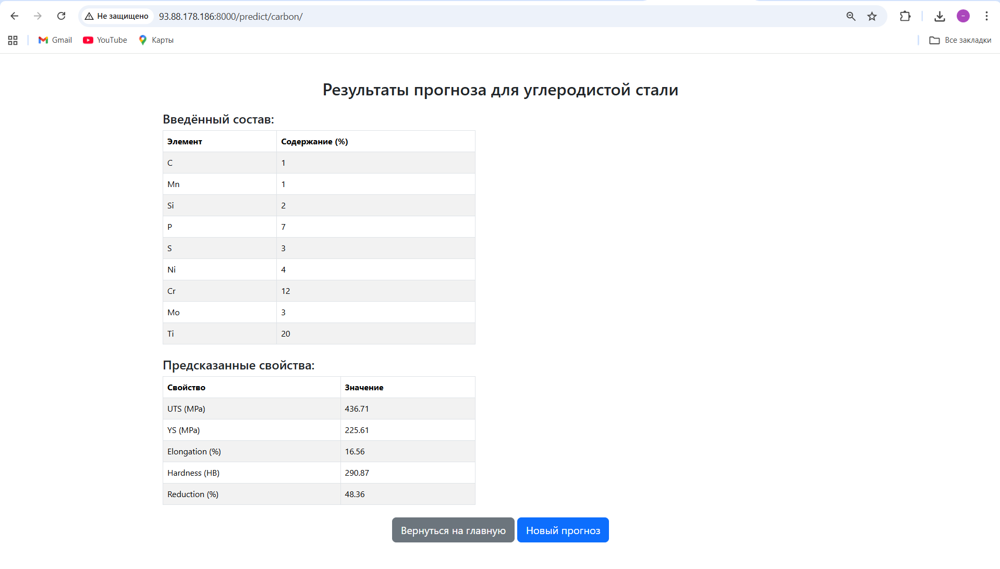 Не защищено 93.88.178.186:8000/predict/carbon/
Gmail YouTube Карты Все закладки
Результаты прогноза для углеродистой стали
Введённый состав:
Элемент Содержание (%)
C 1
Mn 1
Si 2
P 7
S 3
Ni 4
Cr 12
Mo 3
Ti 20
Предсказанные свойства:
Свойство Значение
UTS (MPa) 436.71
YS (MPa) 225.61
Elongation (%) 16.56
Hardness (HB) 290.87
Reduction (%) 48.36
Вернуться на главную Новый прогноз